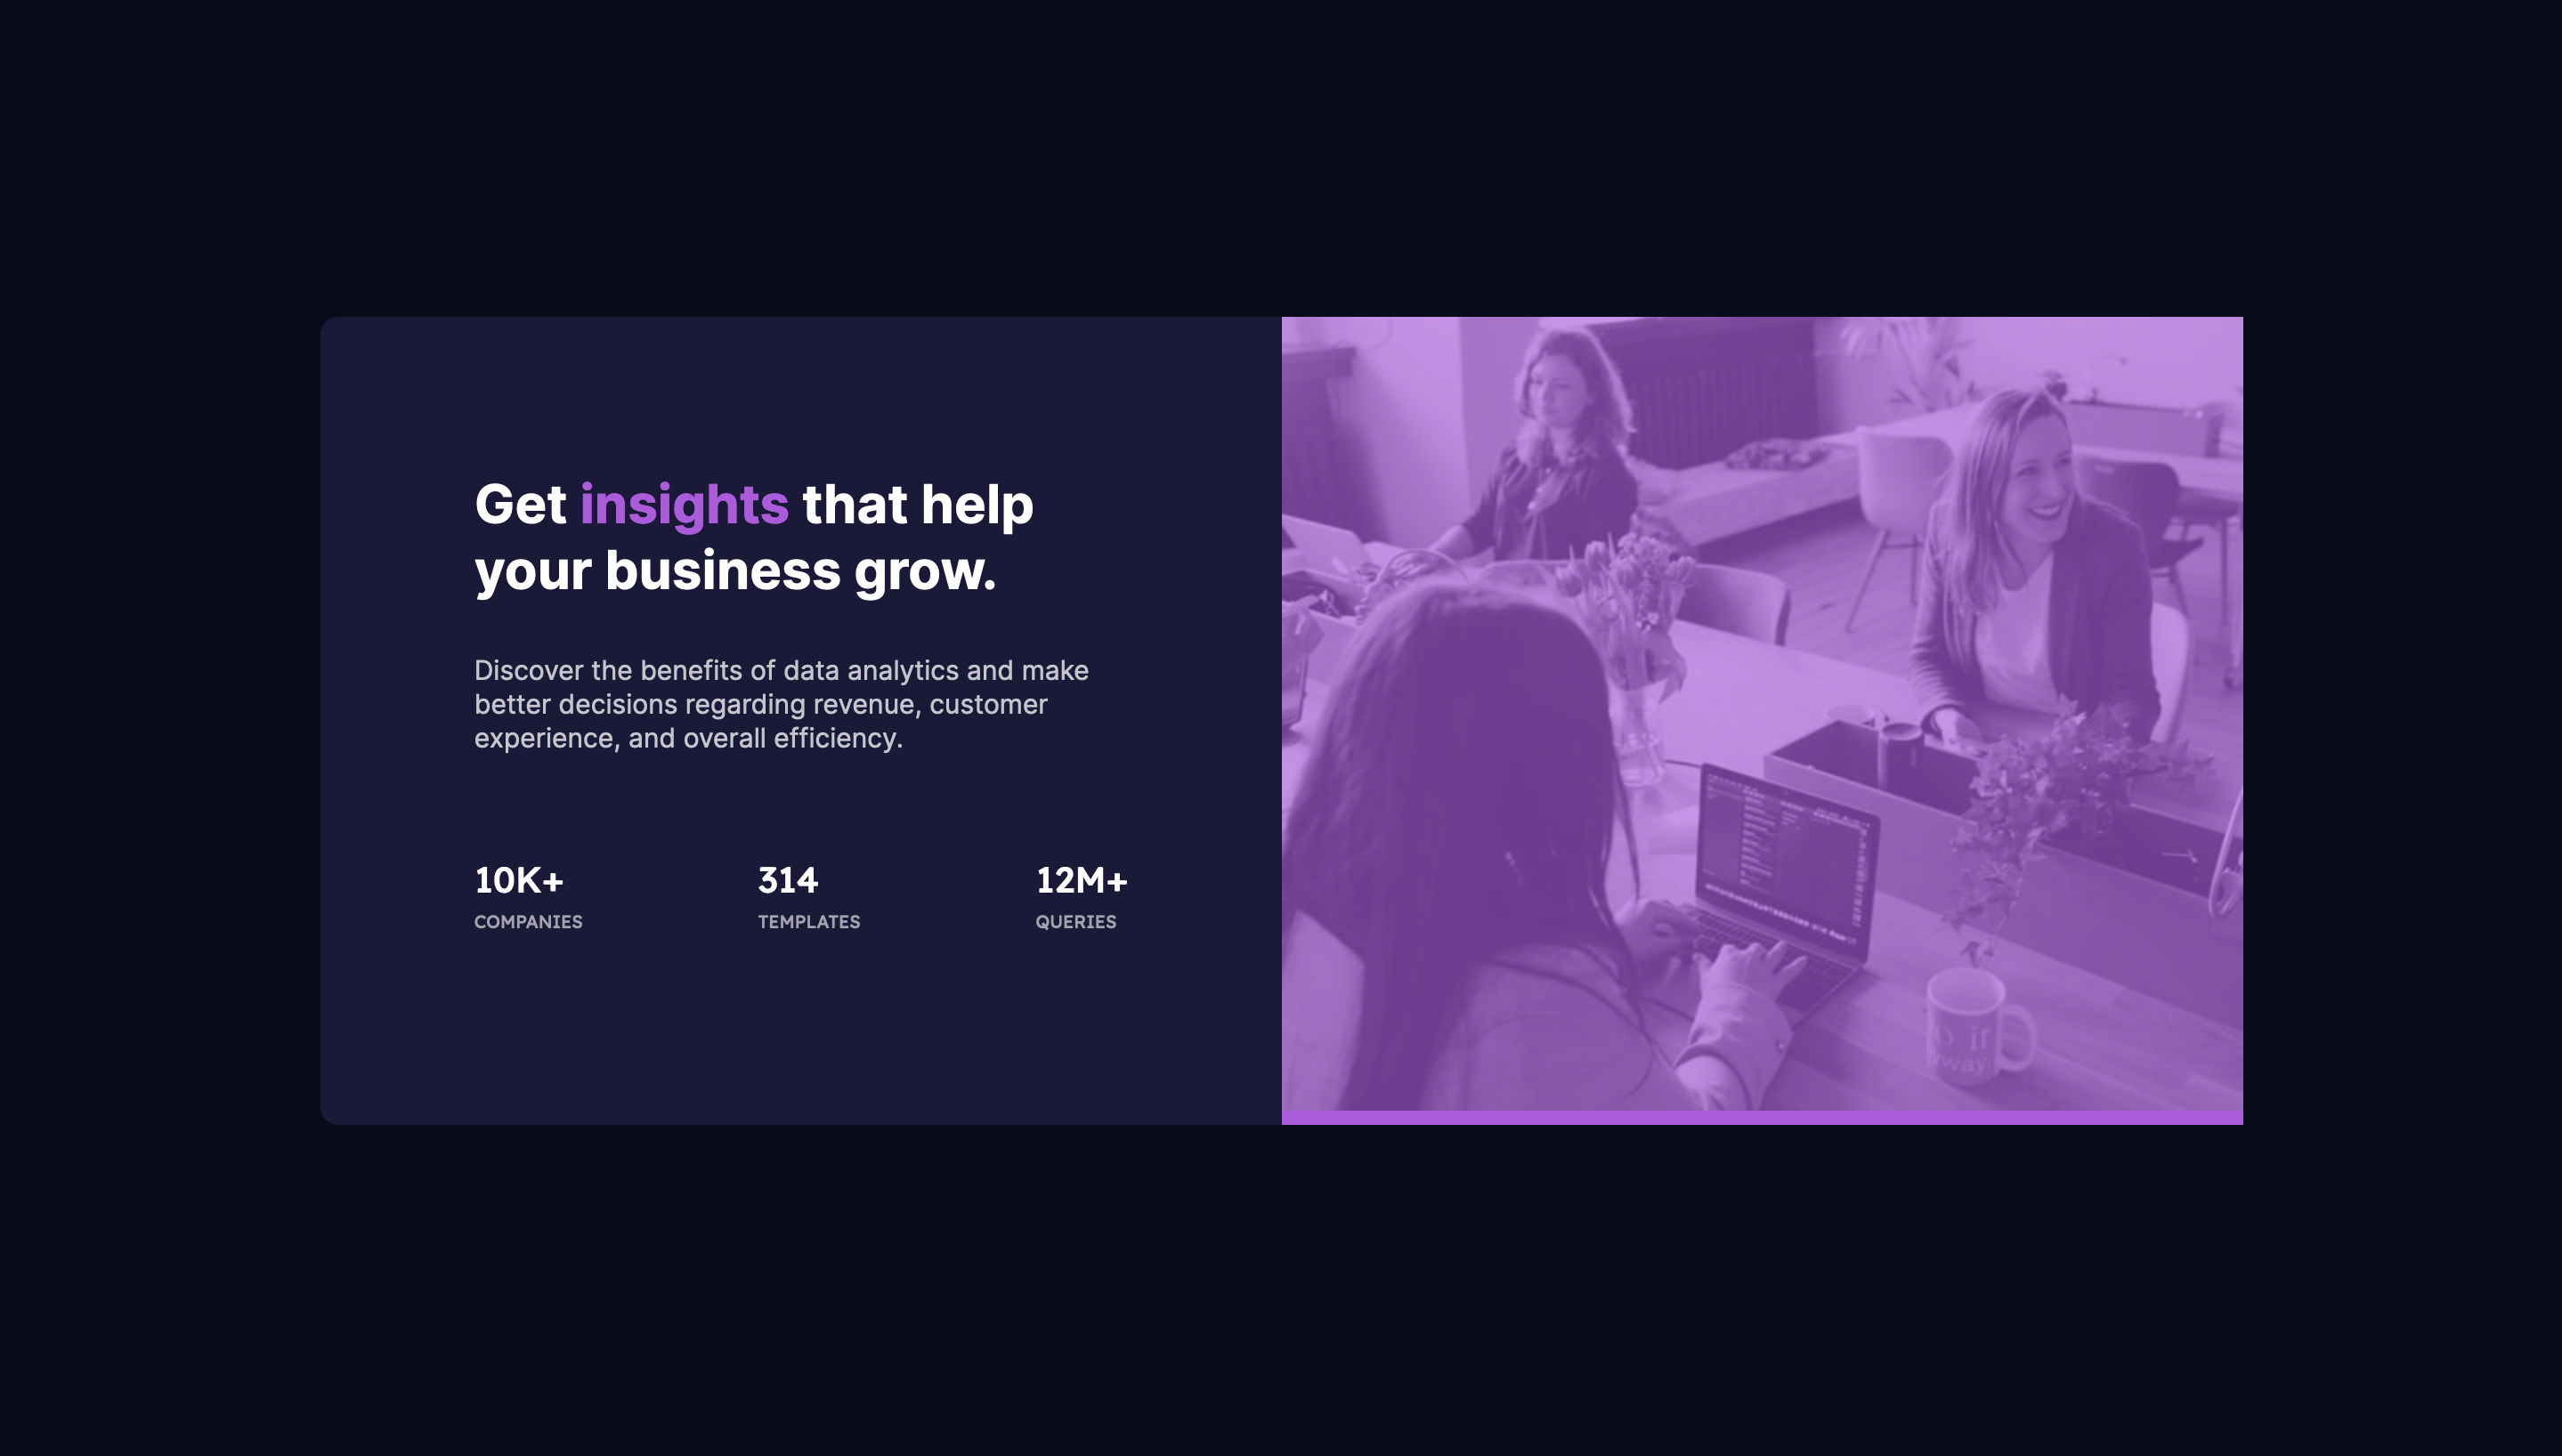 Get insights that help
your business grow.
Discover the benefits of data analytics and make
better decisions regarding revenue, customer
experience, and overall efficiency.
10K+ 314 12M+
COMPANIES TEMPLATES QUERIES